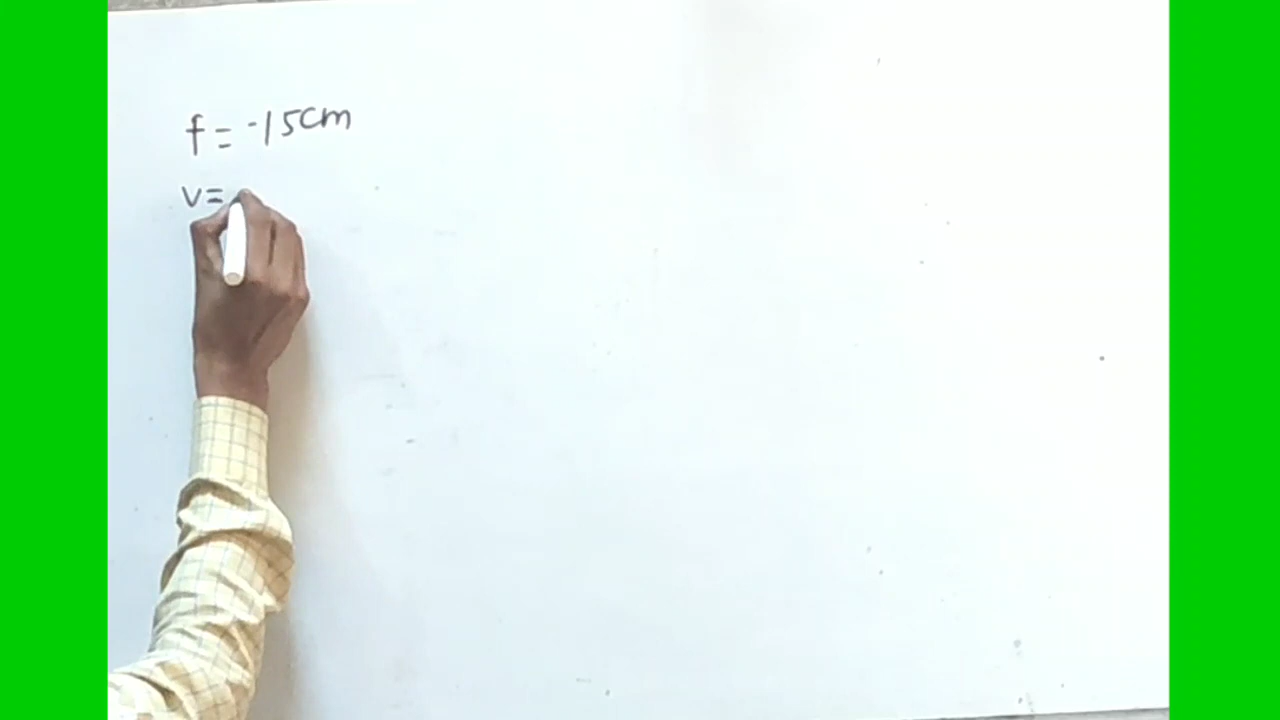 f = -15cm
v=